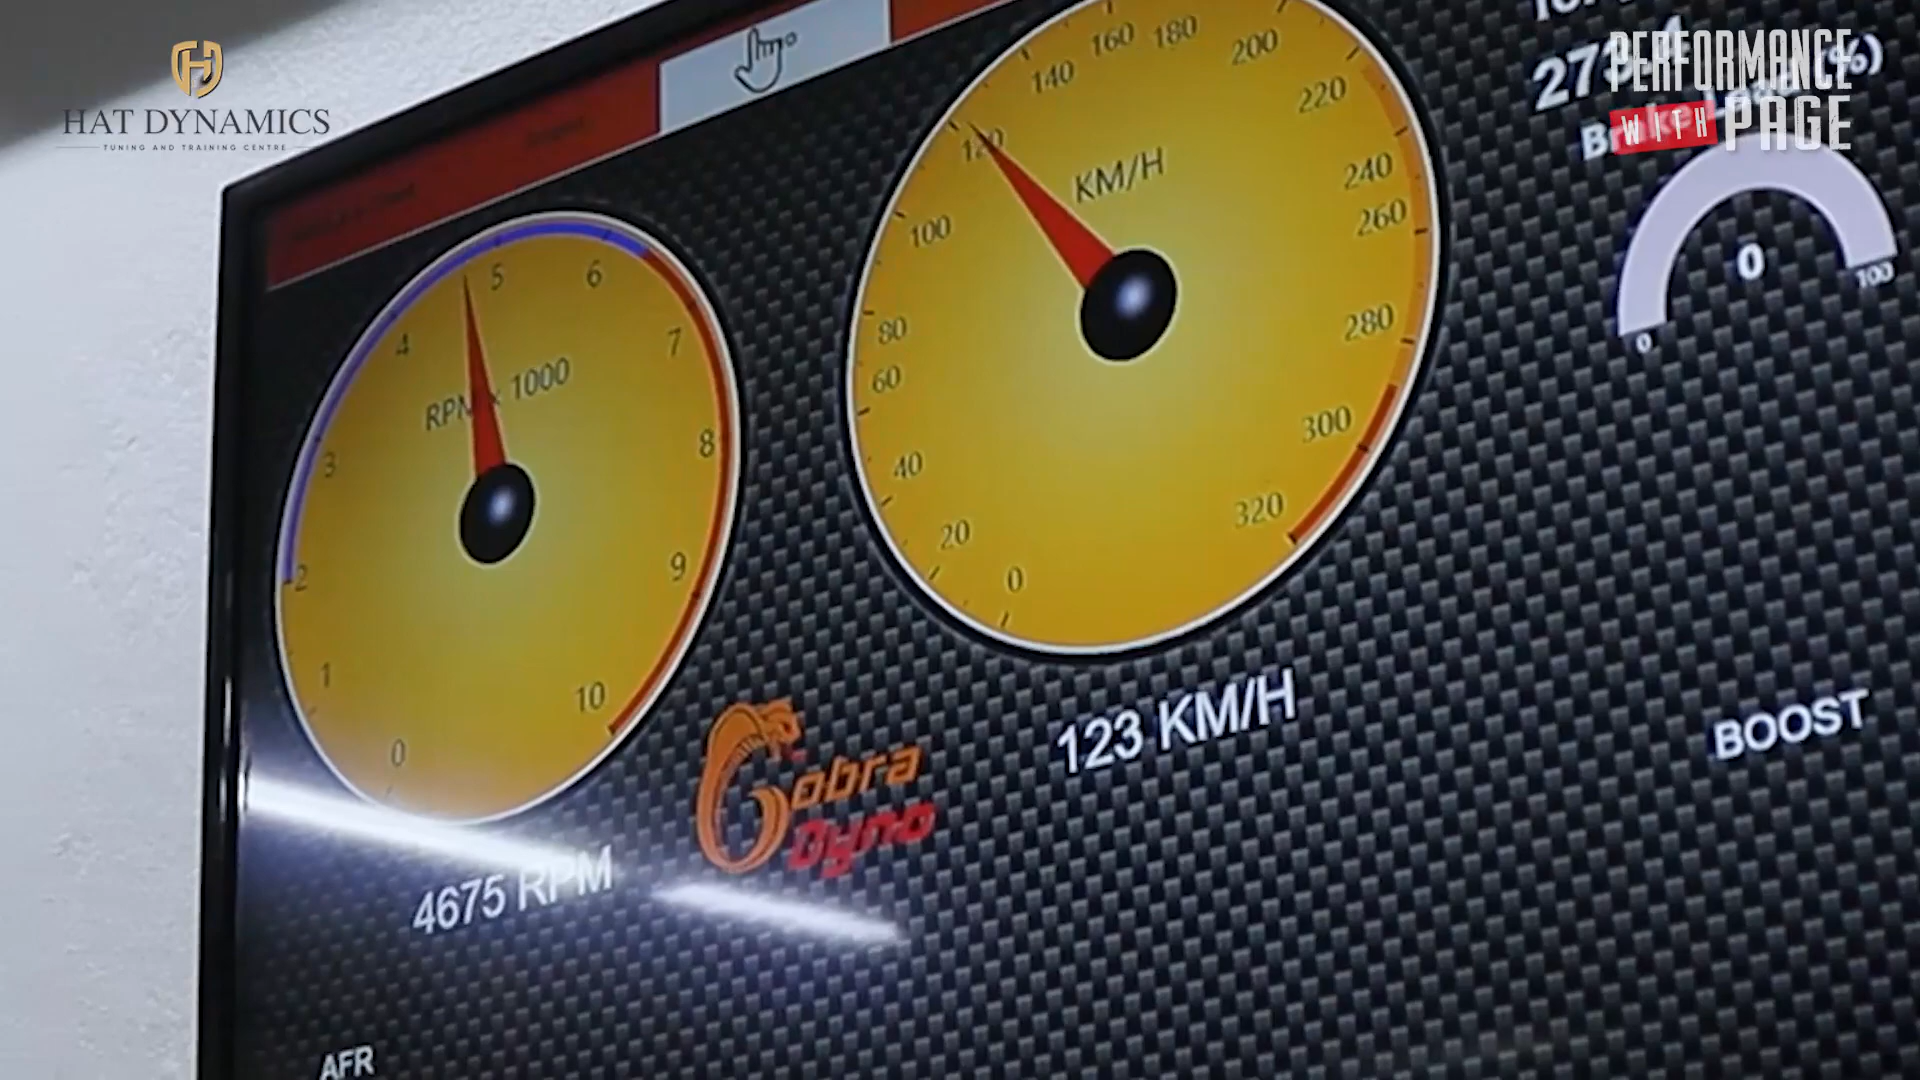 HAT DYNAMICS
TUNING AND TRAINING CENTRE
PERFORMANCE
WITH PAGE
(%)
0
0
100
0
1
2
3
4
5
6
7
8
9
10
RPM x 1000
4675 RPM
0
20
40
60
80
100
120
140
160
180
200
220
240
260
280
300
320
KM/H
123 KM/H
Cobra
Dyno
BOOST
AFR